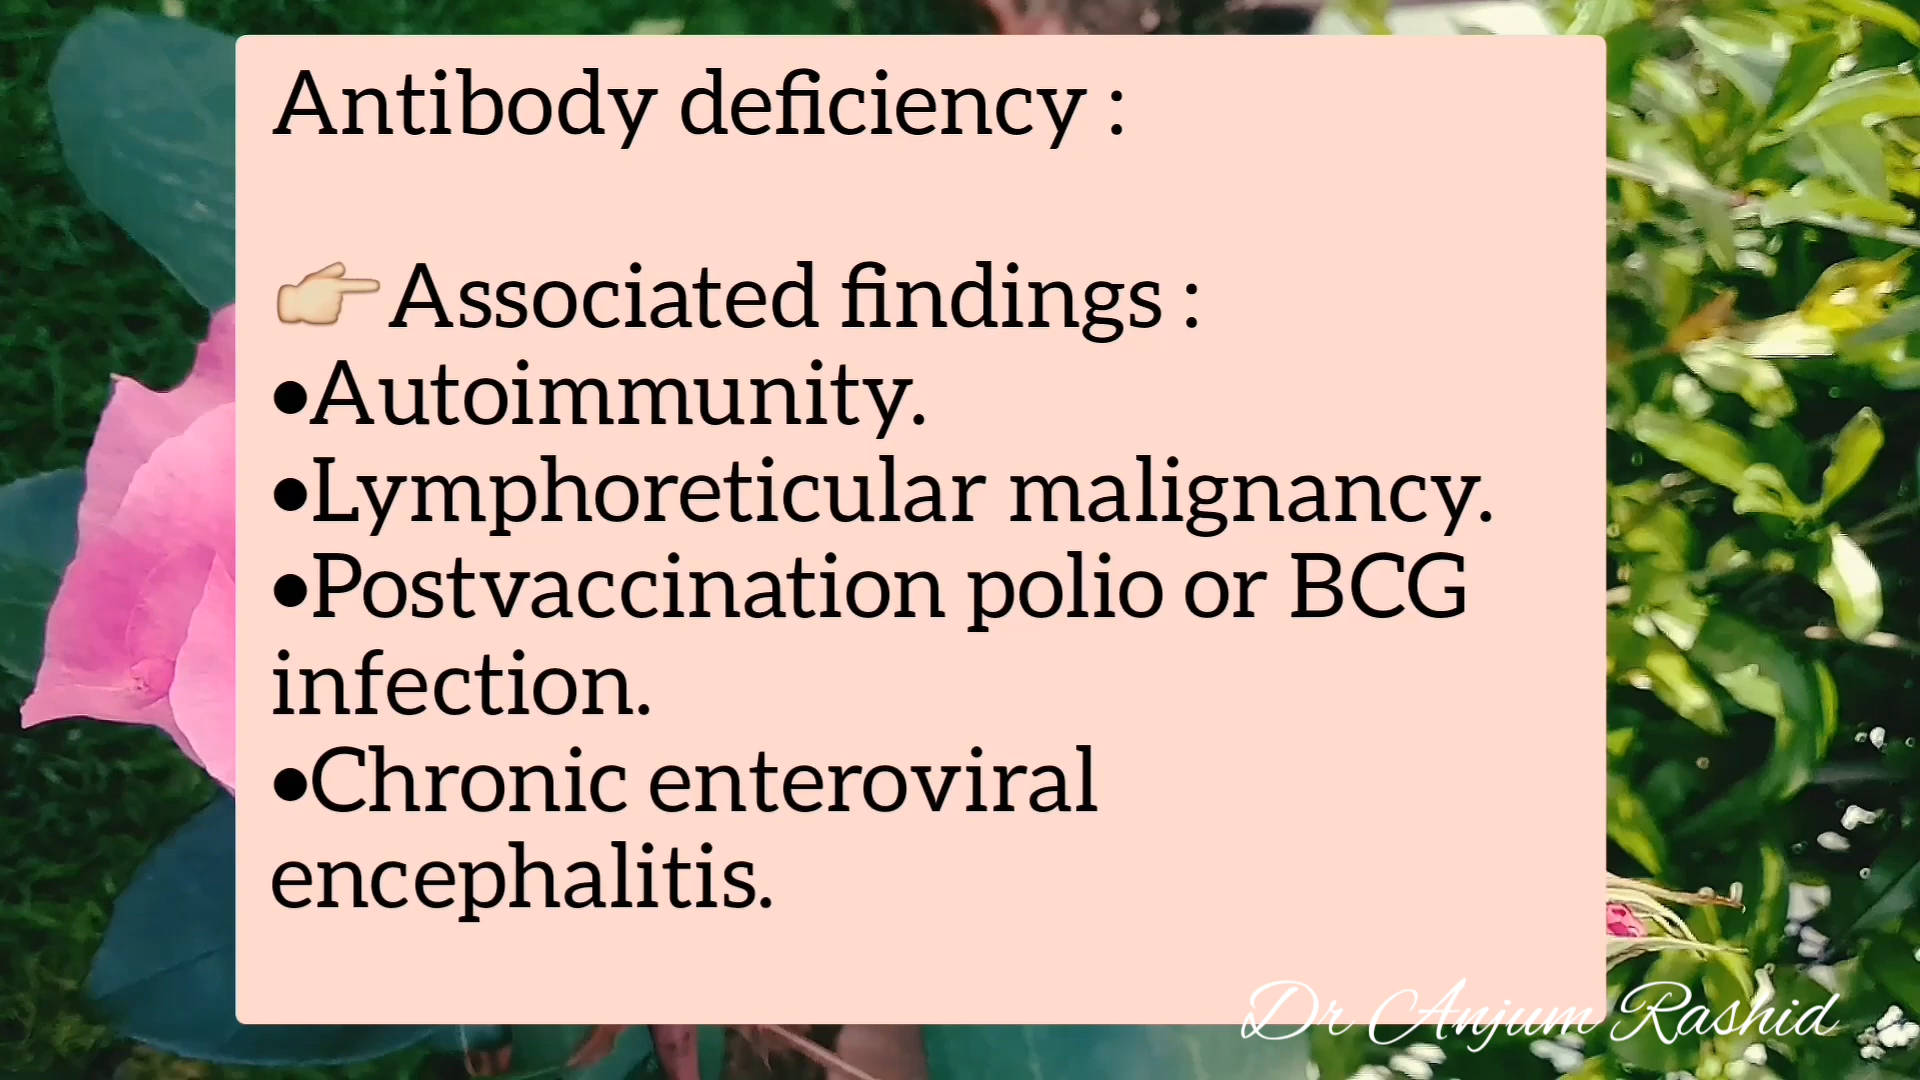 Antibody deficiency :
👉🏼Associated findings :
•Autoimmunity.
•Lymphoreticular malignancy.
•Postvaccination polio or BCG
infection.
•Chronic enteroviral
encephalitis.
Dr Anjum Rashid